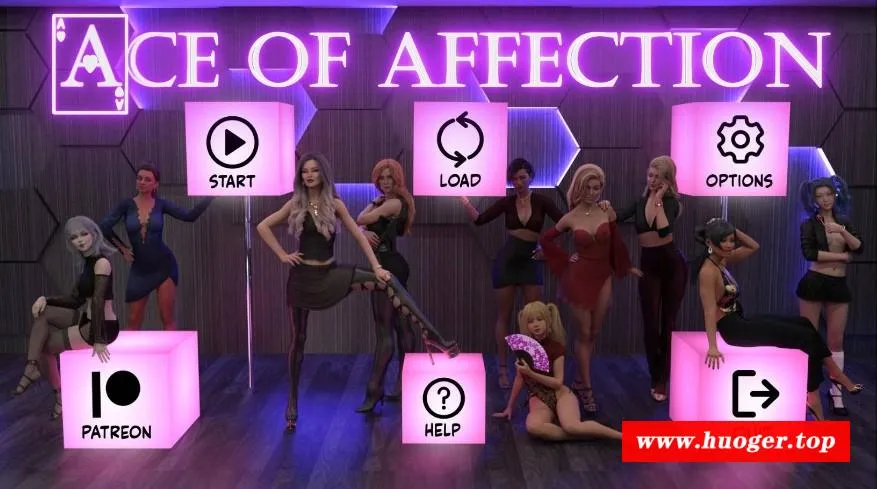 ACE OF AFFECTION
START
LOAD
OPTIONS
PATREON
HELP
www.huoger.top